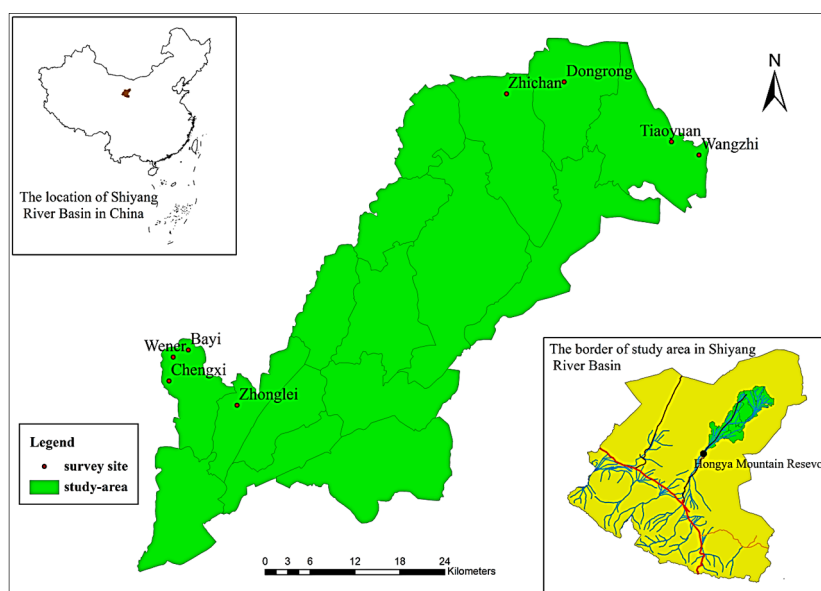 The location of Shiyang
River Basin in China
N
Zhichan
Dongrong
Tiaoyuan
Wangzhi
Wener
Bayi
Chengxi
Zhonglei
Legend
survey site
study-area
0 3 6 12 18 24
Kilometers
The border of study area in Shiyang
River Basin
Hongya Mountain Resevo